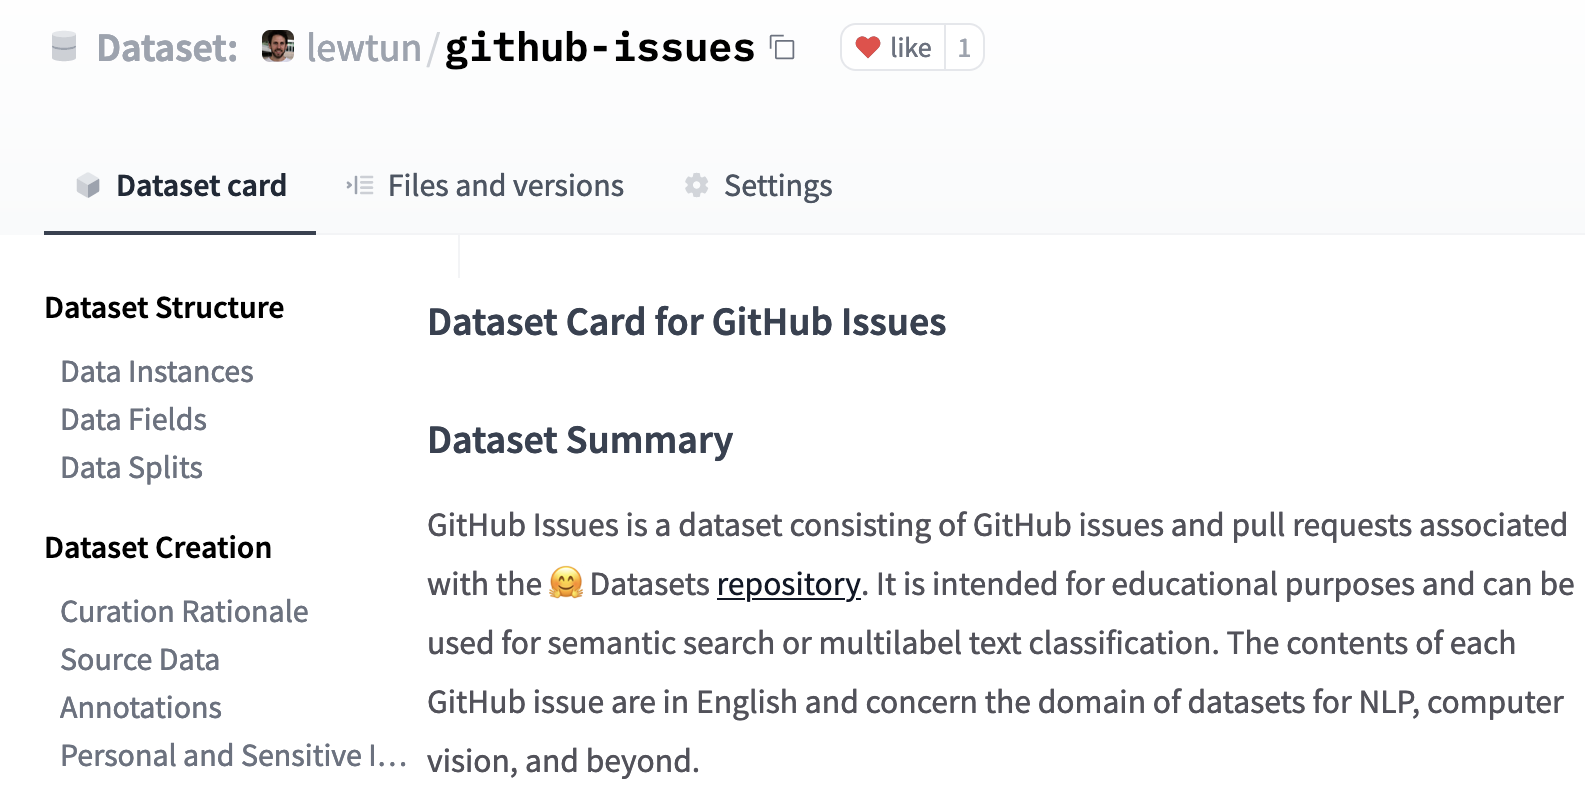 Dataset: lewtun/github-issues like 1
Dataset card Files and versions Settings
Dataset Structure
Data Instances
Data Fields
Data Splits
Dataset Creation
Curation Rationale
Source Data
Annotations
Personal and Sensitive I...
Dataset Card for GitHub Issues
Dataset Summary
GitHub Issues is a dataset consisting of GitHub issues and pull requests associated
with the 🤗 Datasets repository. It is intended for educational purposes and can be
used for semantic search or multilabel text classification. The contents of each
GitHub issue are in English and concern the domain of datasets for NLP, computer
vision, and beyond.